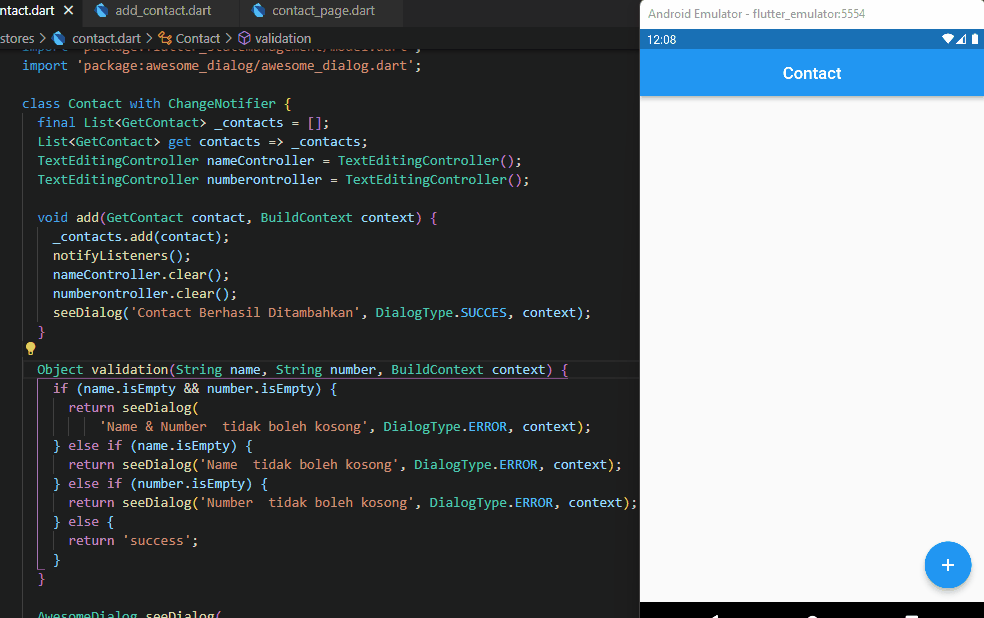 ntact.dart ✕ add_contact.dart contact_page.dart
stores > contact.dart > Contact > validation
import 'package:flutter_statemanagement/model.dart';
import 'package:awesome_dialog/awesome_dialog.dart';
class Contact with ChangeNotifier {
final List<GetContact> _contacts = [];
List<GetContact> get contacts => _contacts;
TextEditingController nameController = TextEditingController();
TextEditingController numberontroller = TextEditingController();
void add(GetContact contact, BuildContext context) {
_contacts.add(contact);
notifyListeners();
nameController.clear();
numberontroller.clear();
seeDialog('Contact Berhasil Ditambahkan', DialogType.SUCCES, context);
}
Object validation(String name, String number, BuildContext context) {
if (name.isEmpty && number.isEmpty) {
return seeDialog(
'Name & Number  tidak boleh kosong', DialogType.ERROR, context);
} else if (name.isEmpty) {
return seeDialog('Name  tidak boleh kosong', DialogType.ERROR, context);
} else if (number.isEmpty) {
return seeDialog('Number  tidak boleh kosong', DialogType.ERROR, context);
} else {
return 'success';
}
}
AwesomeDialog seeDialog(
Android Emulator - flutter_emulator:5554
12:08
Contact
+